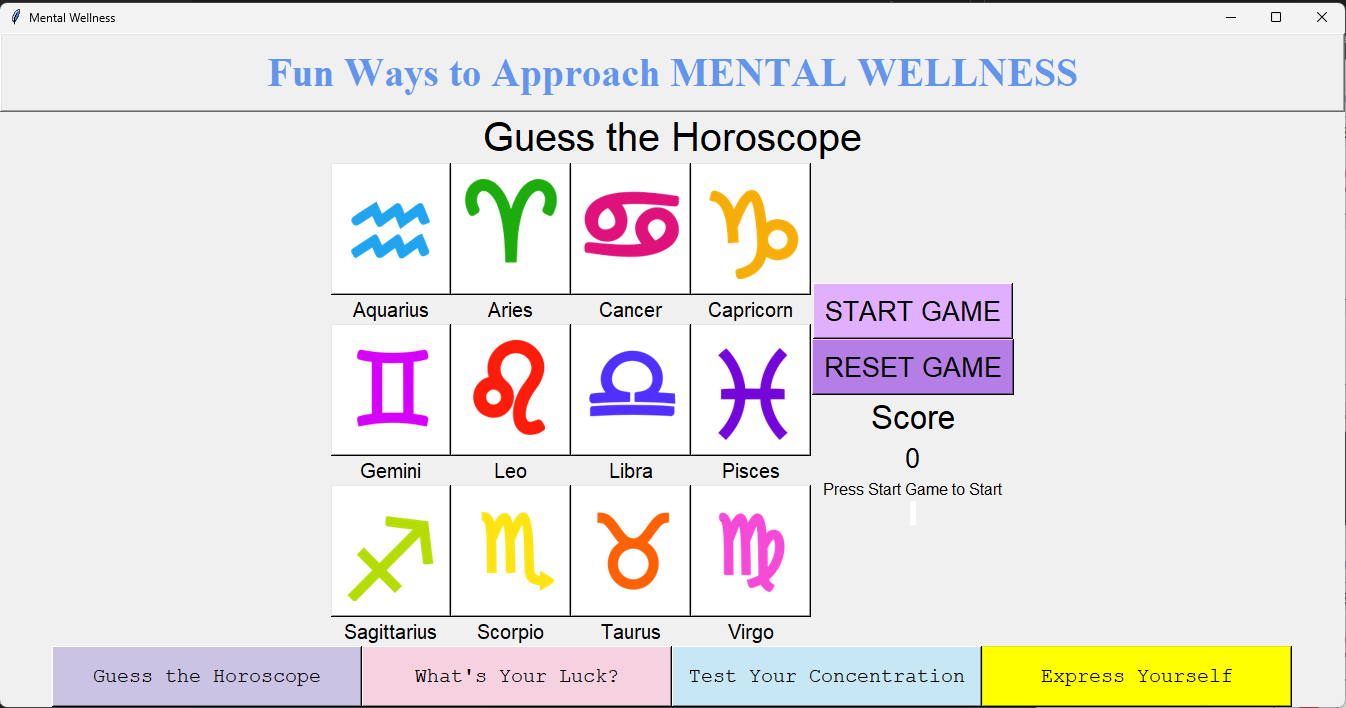 Mental Wellness
Fun Ways to Approach MENTAL WELLNESS
Guess the Horoscope
Aquarius Aries Cancer Capricorn
START GAME
RESET GAME
Score
0
Gemini Leo Libra Pisces
Press Start Game to Start
Sagittarius Scorpio Taurus Virgo
Guess the Horoscope What's Your Luck? Test Your Concentration Express Yourself